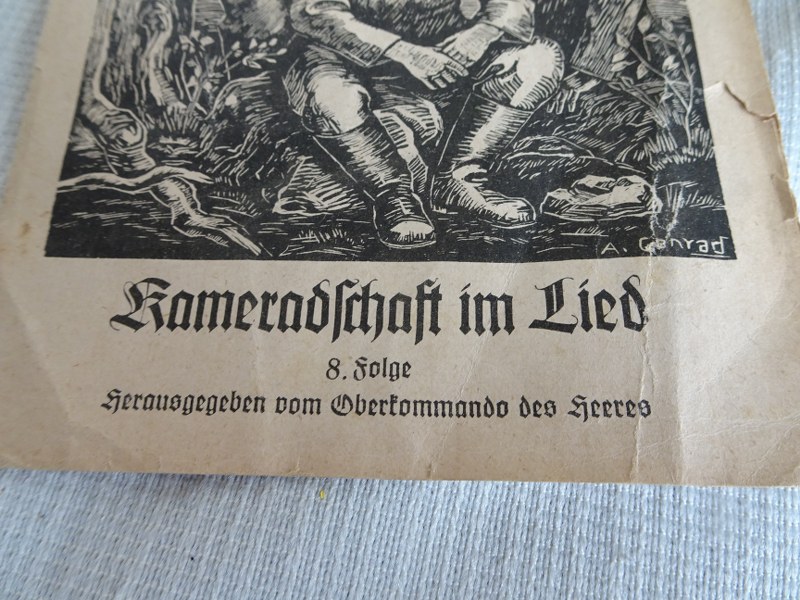 A. Conrad
Kameradschaft im Lied
8. Folge
Herausgegeben vom Oberkommando des Heeres